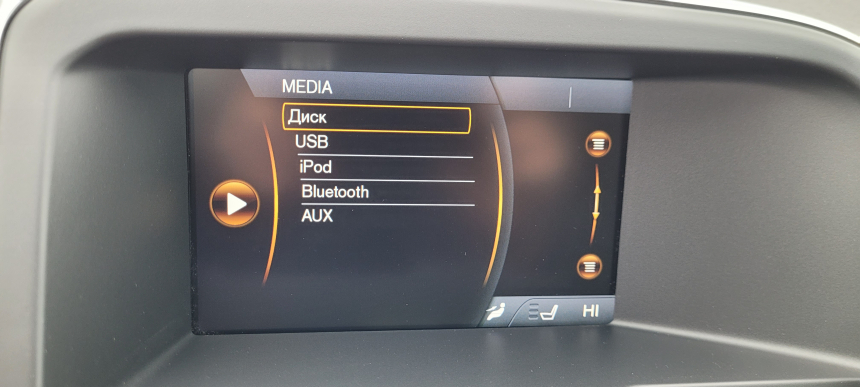 MEDIA
Диск
USB
iPod
Bluetooth
AUX
HI